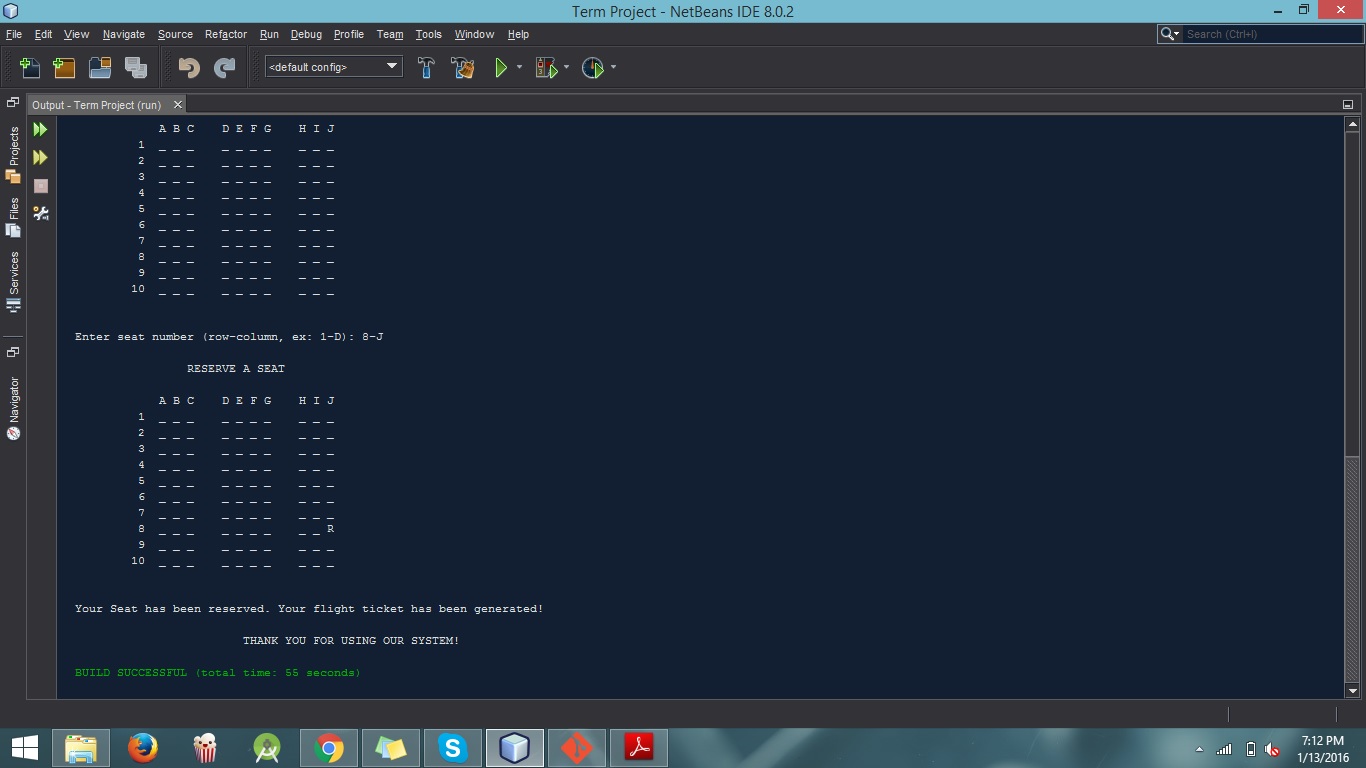 Term Project - NetBeans IDE 8.0.2
File Edit View Navigate Source Refactor Run Debug Profile Team Tools Window Help
Search (Ctrl+I)
<default config>
Output - Term Project (run)
Projects
Files
Services
Navigator
A B C    D E F G    H I J
1  _ _ _    _ _ _ _    _ _ _
2  _ _ _    _ _ _ _    _ _ _
3  _ _ _    _ _ _ _    _ _ _
4  _ _ _    _ _ _ _    _ _ _
5  _ _ _    _ _ _ _    _ _ _
6  _ _ _    _ _ _ _    _ _ _
7  _ _ _    _ _ _ _    _ _ _
8  _ _ _    _ _ _ _    _ _ _
9  _ _ _    _ _ _ _    _ _ _
10  _ _ _    _ _ _ _    _ _ _
Enter seat number (row-column, ex: 1-D): 8-J
RESERVE A SEAT
A B C    D E F G    H I J
1  _ _ _    _ _ _ _    _ _ _
2  _ _ _    _ _ _ _    _ _ _
3  _ _ _    _ _ _ _    _ _ _
4  _ _ _    _ _ _ _    _ _ _
5  _ _ _    _ _ _ _    _ _ _
6  _ _ _    _ _ _ _    _ _ _
7  _ _ _    _ _ _ _    _ _ _
8  _ _ _    _ _ _ _    _ _ R
9  _ _ _    _ _ _ _    _ _ _
10  _ _ _    _ _ _ _    _ _ _
Your Seat has been reserved. Your flight ticket has been generated!
THANK YOU FOR USING OUR SYSTEM!
BUILD SUCCESSFUL (total time: 55 seconds)
7:12 PM
1/13/2016